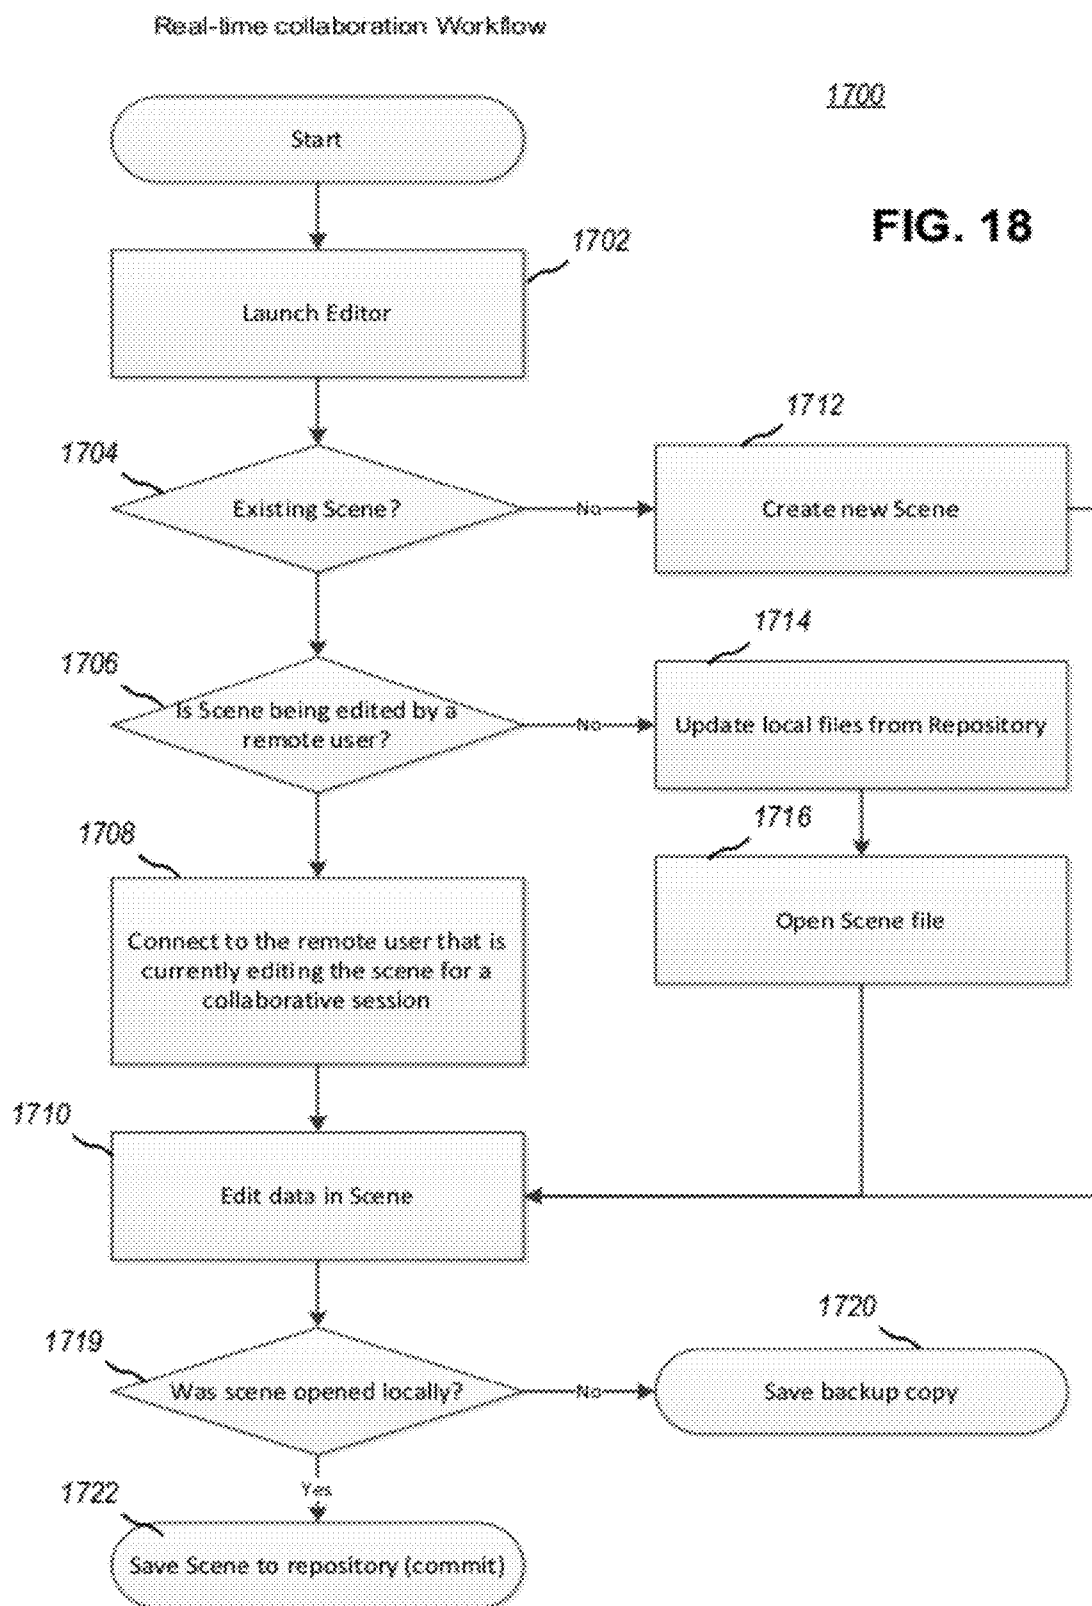 Real-time collaboration Workflow
1700
FIG. 18
Start
1702
Launch Editor
1704
Existing Scene?
No
1712
Create new Scene
1706
Is Scene being edited by a
remote user?
No
1714
Update local files from Repository
1716
Open Scene file
1708
Connect to the remote user that is
currently editing the scene for a
collaborative session
1710
Edit data in Scene
1719
Was scene opened locally?
No
1720
Save backup copy
Yes
1722
Save Scene to repository (commit)